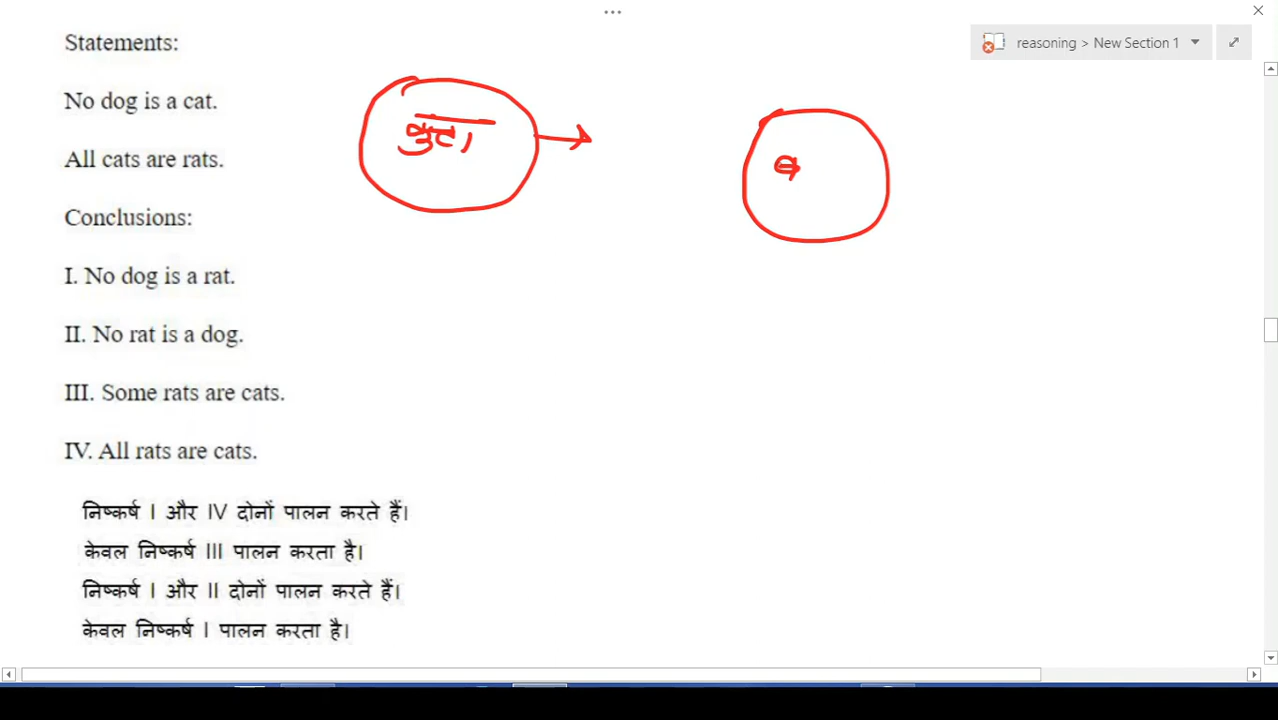 reasoning > New Section 1
Statements:
No dog is a cat.
All cats are rats.
Conclusions:
I. No dog is a rat.
II. No rat is a dog.
III. Some rats are cats.
IV. All rats are cats.
निष्कर्ष I और IV दोनों पालन करते हैं।
केवल निष्कर्ष III पालन करता है।
निष्कर्ष I और II दोनों पालन करते हैं।
केवल निष्कर्ष I पालन करता है।